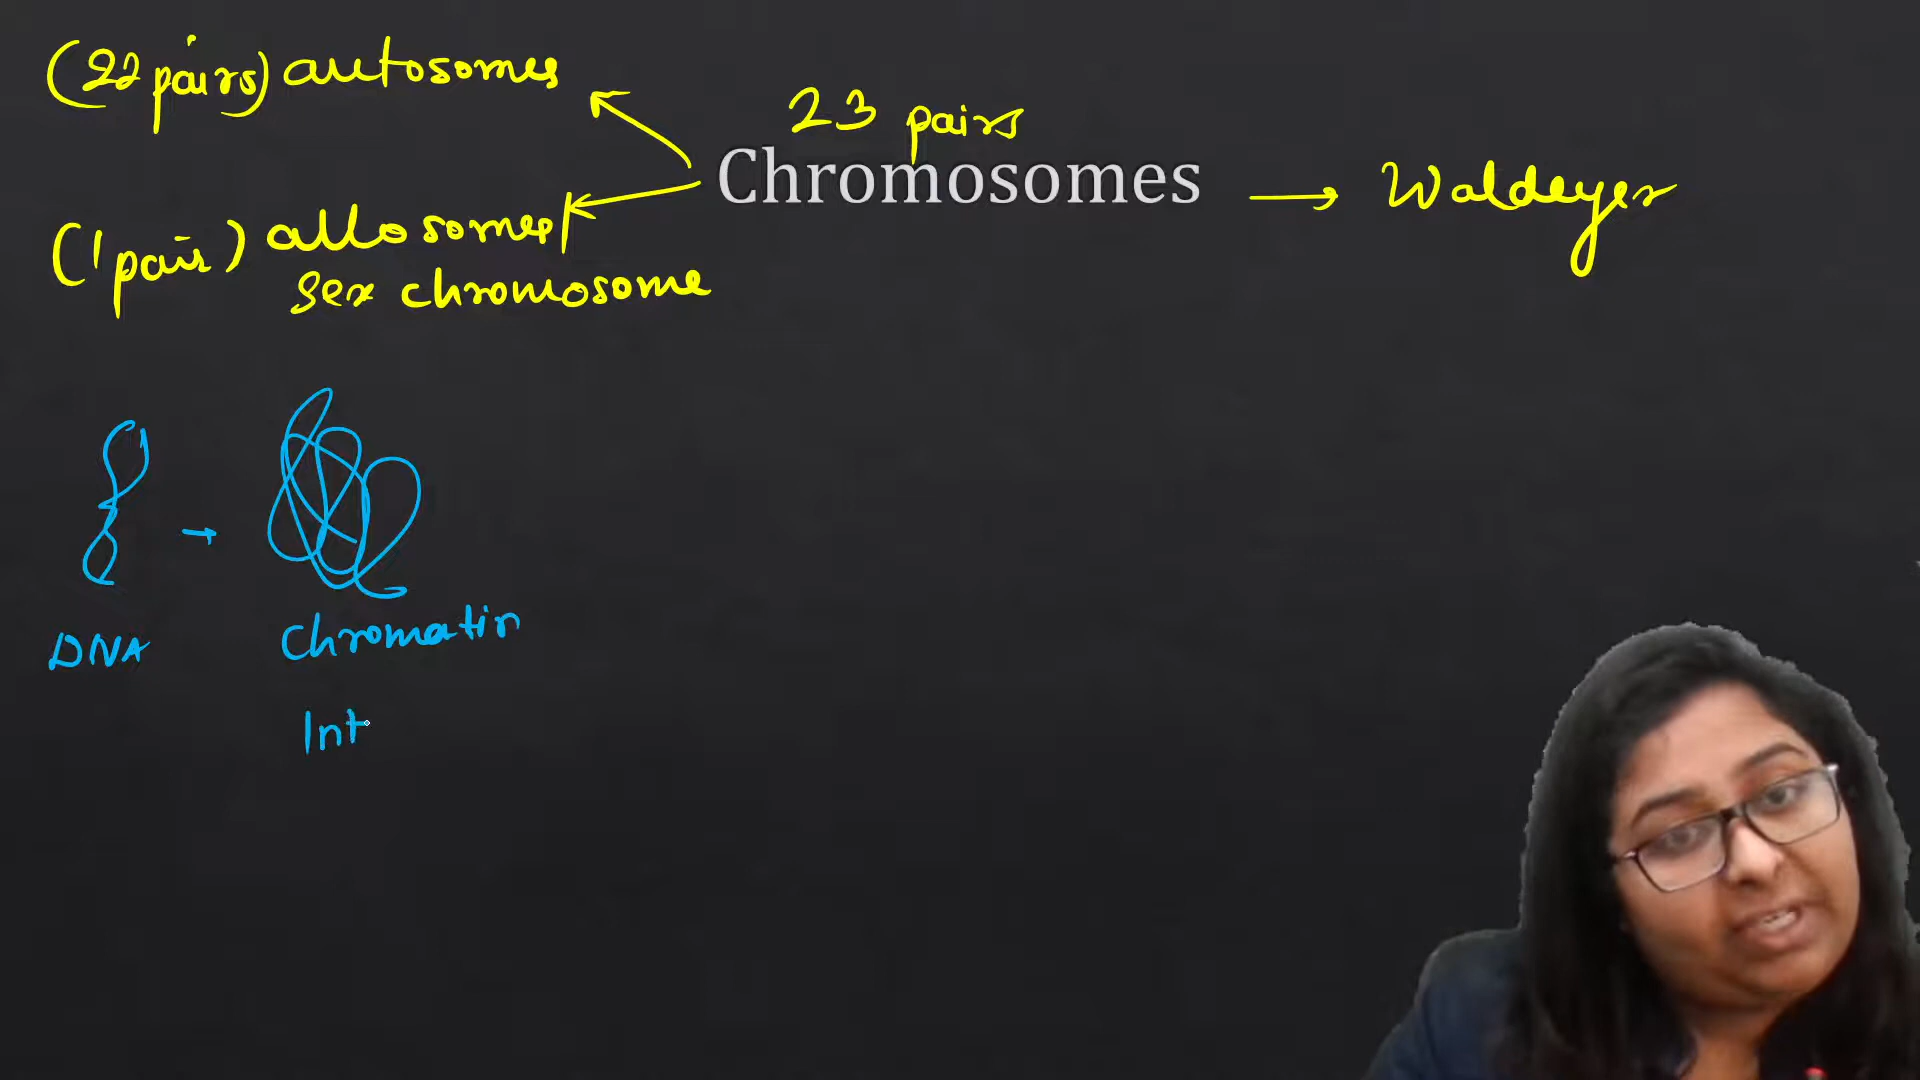 (22 pairs) autosomes
23 pairs
Chromosomes → Waldeyer
(1 pair) allosomes/
sex chromosome
DNA → Chromatin
Int